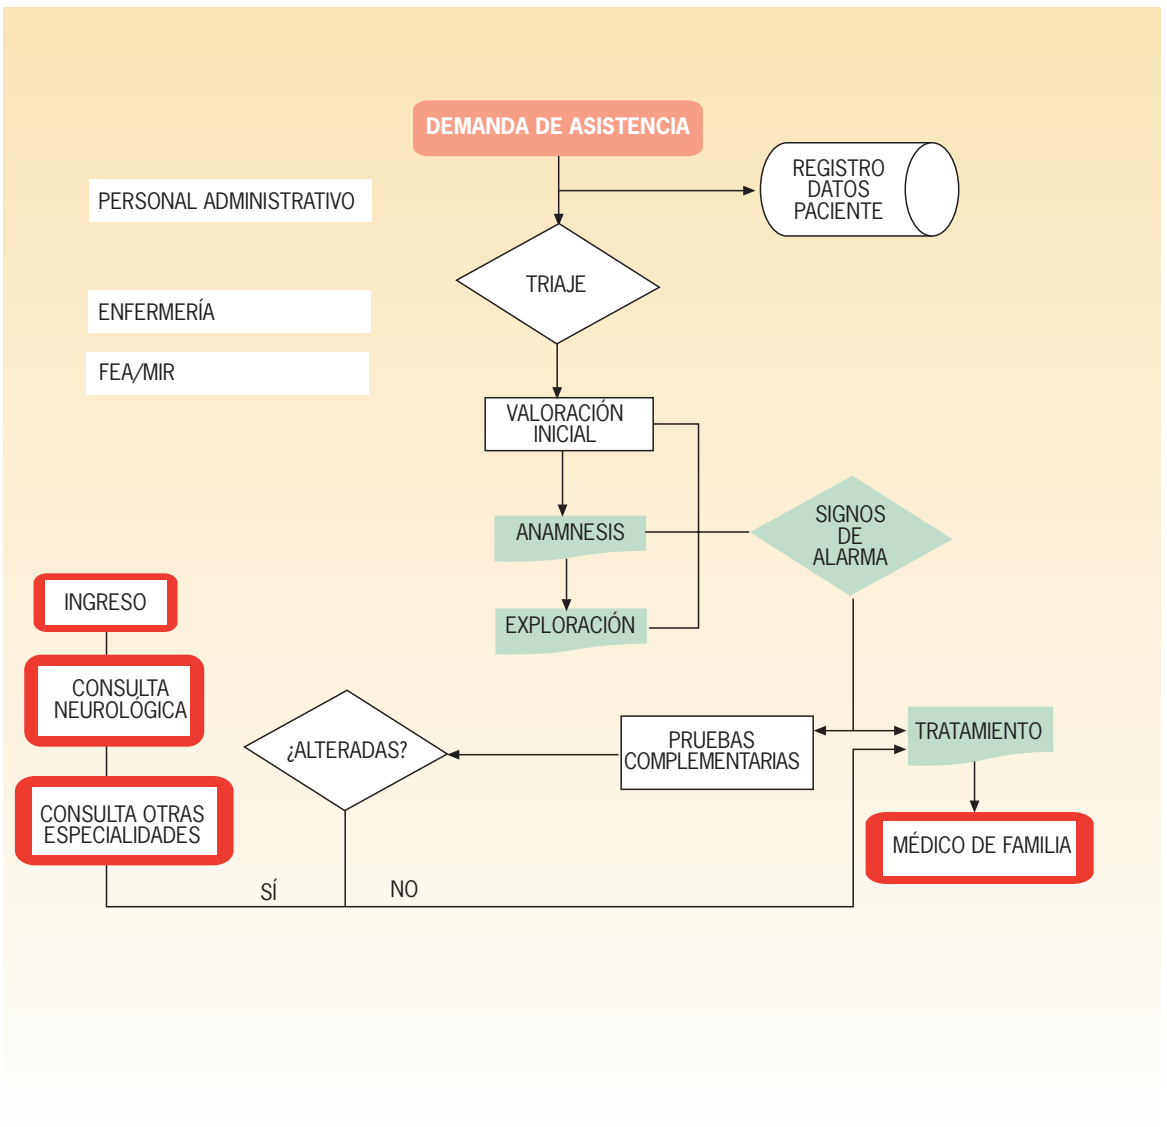 DEMANDA DE ASISTENCIA
REGISTRO
DATOS
PACIENTE
PERSONAL ADMINISTRATIVO
TRIAJE
ENFERMERÍA
FEA/MIR
VALORACIÓN
INICIAL
ANAMNESIS
SIGNOS
DE
ALARMA
EXPLORACIÓN
INGRESO
CONSULTA
NEUROLÓGICA
CONSULTA OTRAS
ESPECIALIDADES
¿ALTERADAS?
PRUEBAS
COMPLEMENTARIAS
TRATAMIENTO
MÉDICO DE FAMILIA
SÍ
NO